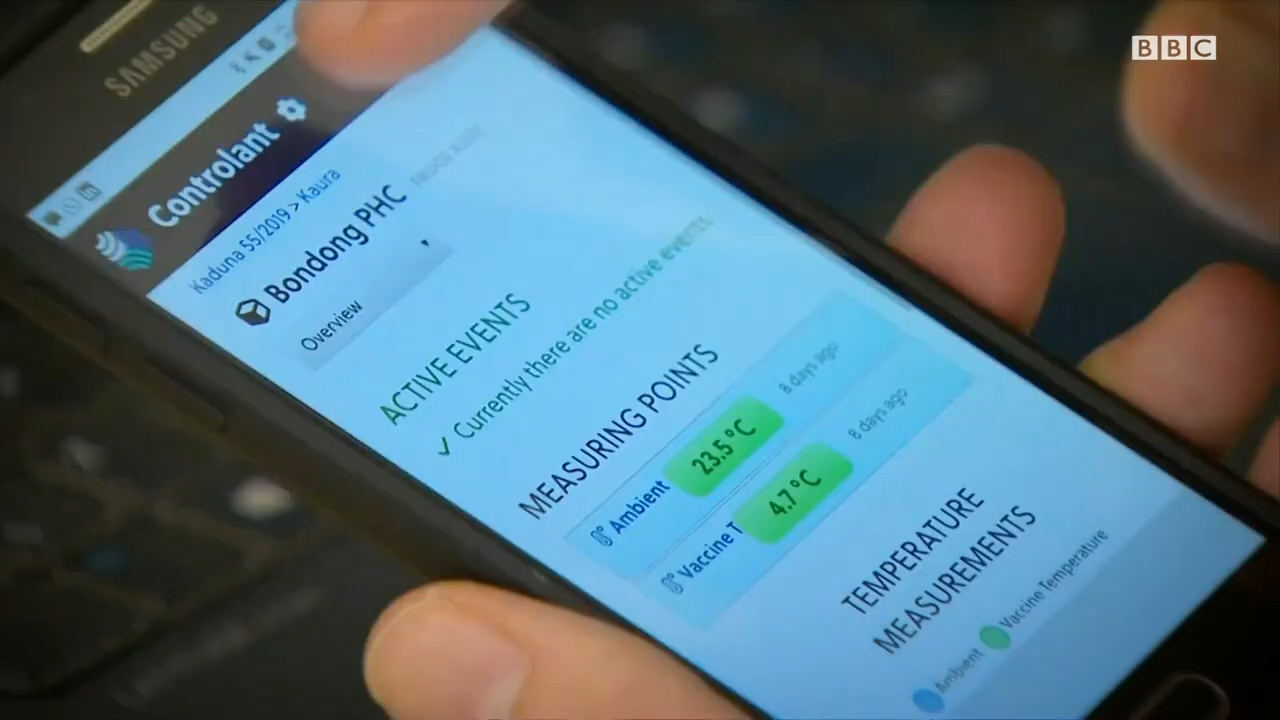 BBC
SAMSUNG
Controlant
Kaduna 55/2019 > Kaura
Bondong PHC
Overview
ACTIVE EVENTS
✓ Currently there are no active events
MEASURING POINTS
Ambient 23.5 °C 8 days ago
Vaccine T 4.7 °C 8 days ago
TEMPERATURE
MEASUREMENTS
Ambient Vaccine Temperature